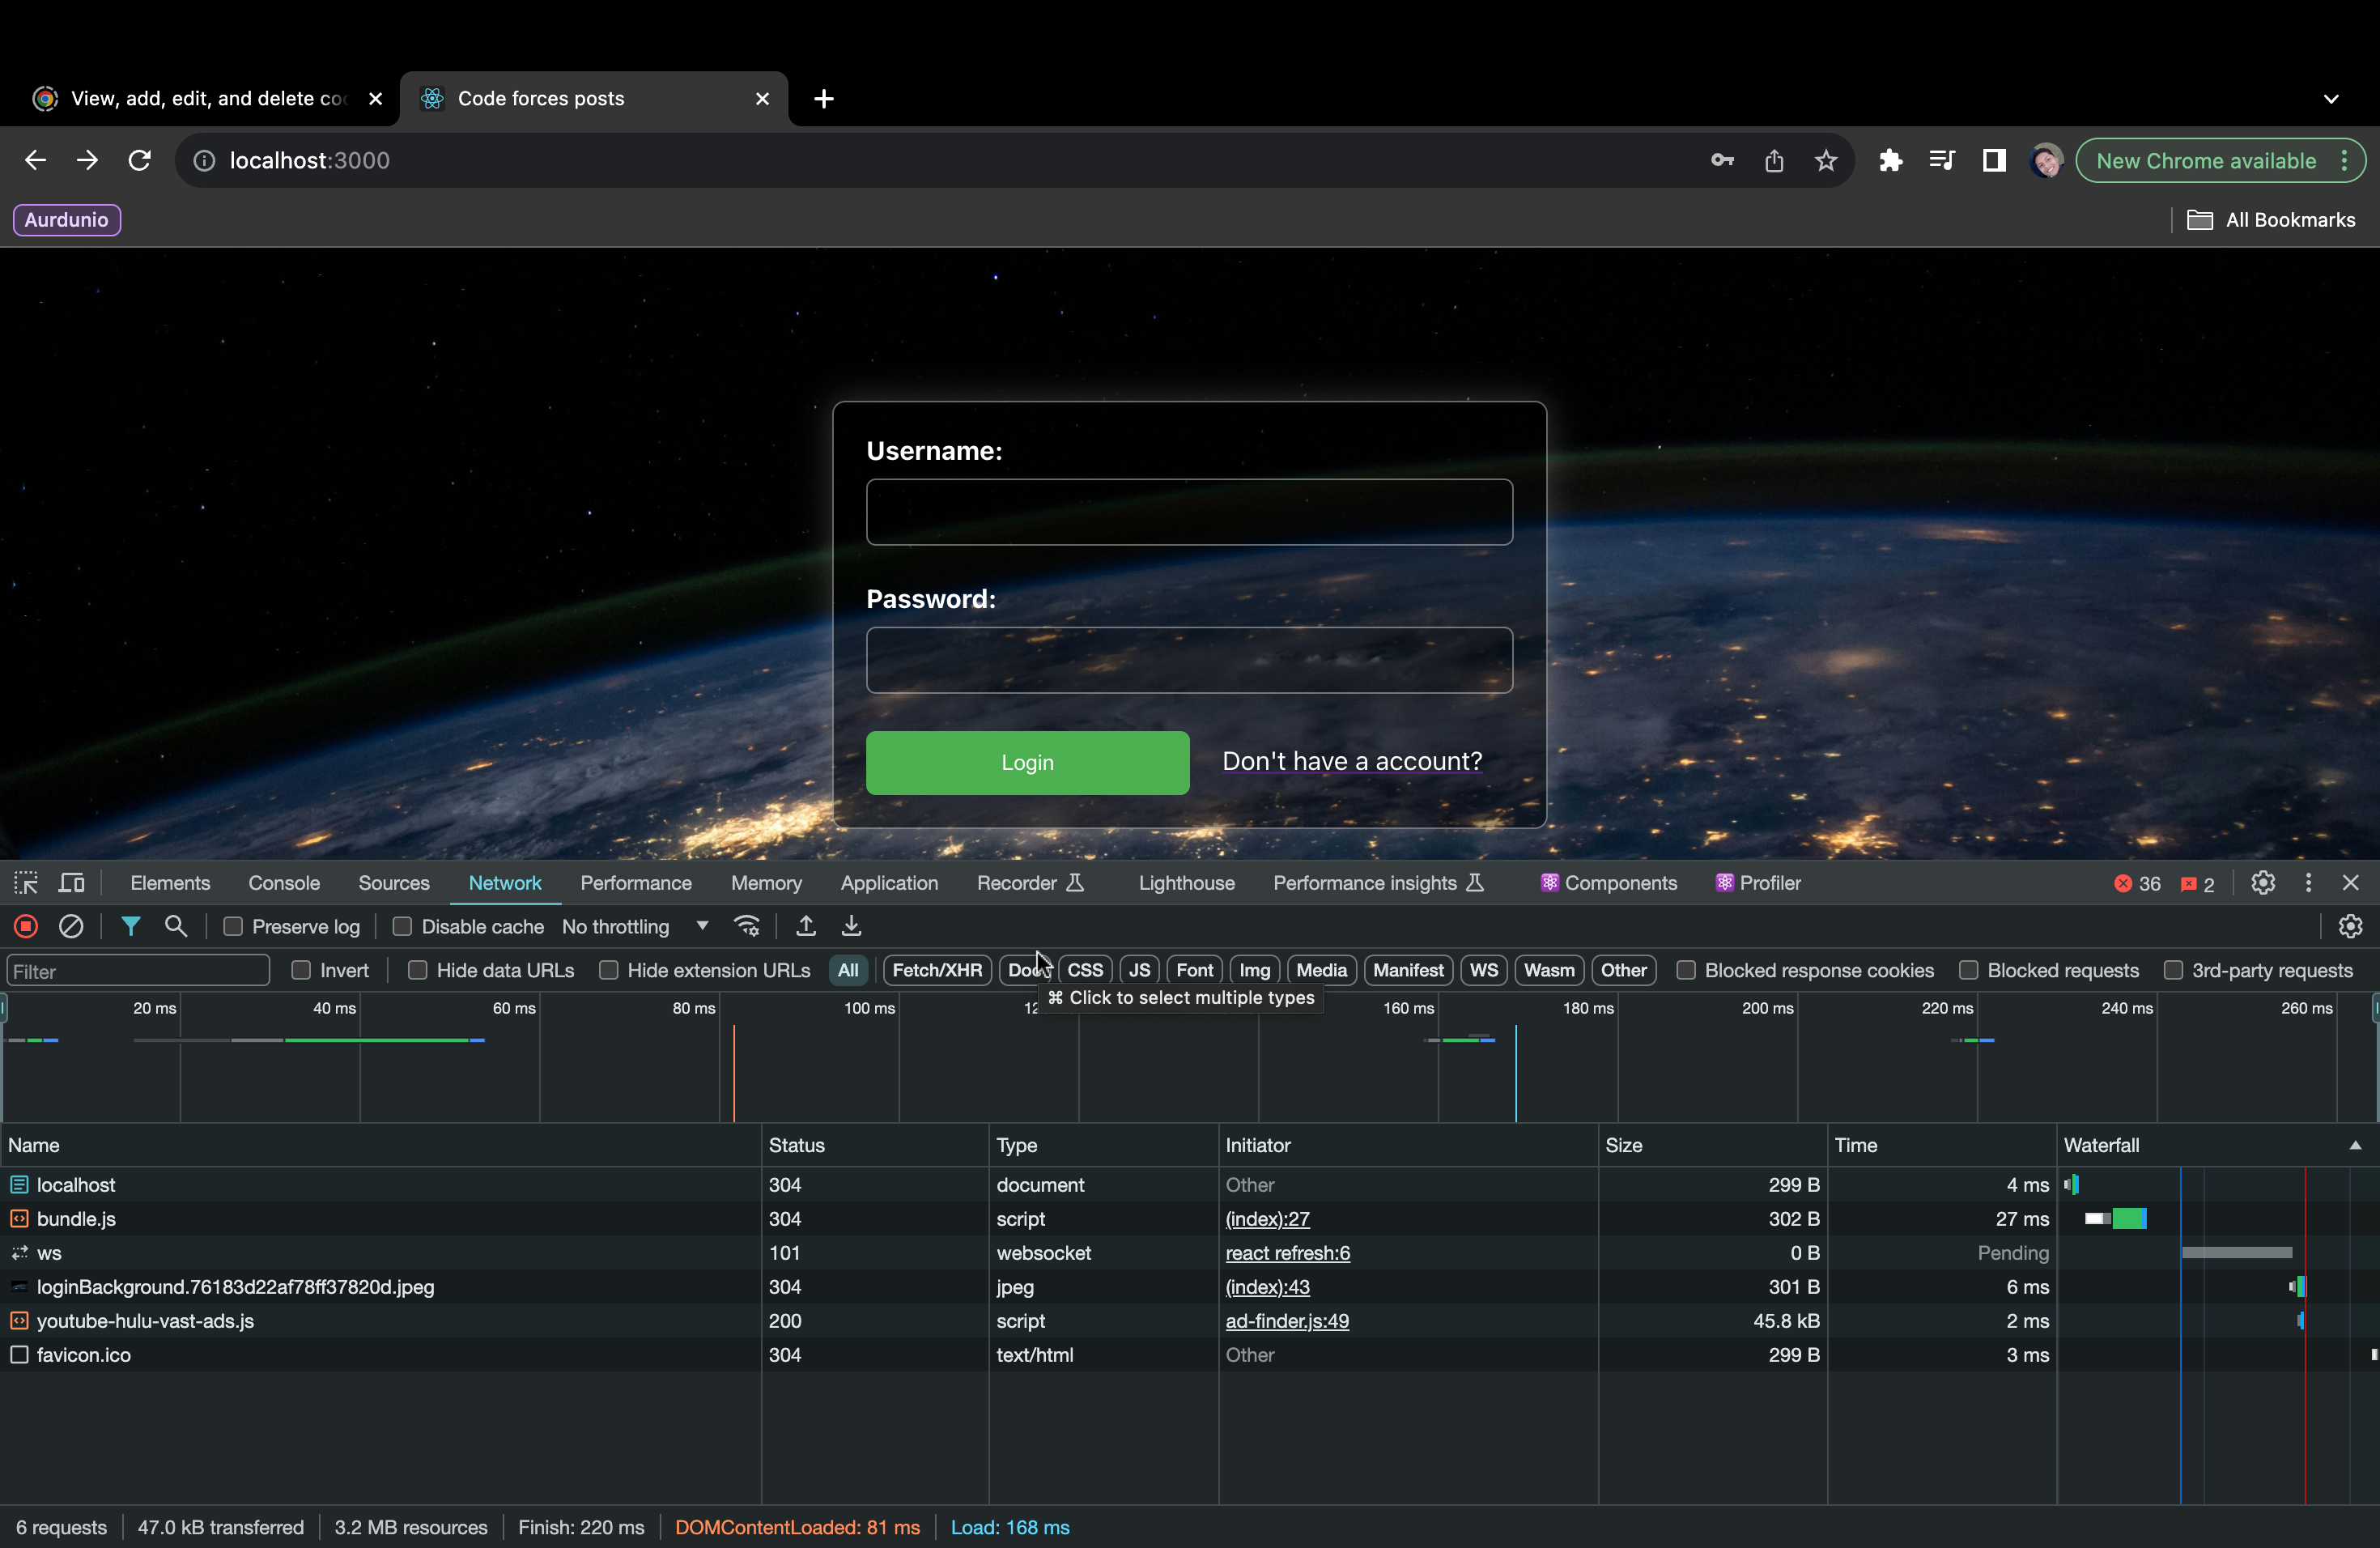 View, add, edit, and delete coo
Code forces posts
localhost:3000
New Chrome available
Aurdunio
All Bookmarks
Username:
Password:
Login Don't have a account?
Elements Console Sources Network Performance Memory Application Recorder Lighthouse Performance insights Components Profiler 36 2
Preserve log Disable cache No throttling
Filter Invert Hide data URLs Hide extension URLs All Fetch/XHR Doc CSS JS Font Img Media Manifest WS Wasm Other Blocked response cookies Blocked requests 3rd-party requests
⌘ Click to select multiple types
20 ms 40 ms 60 ms 80 ms 100 ms 160 ms 180 ms 200 ms 220 ms 240 ms 260 ms
Name Status Type Initiator Size Time Waterfall
localhost 304 document Other 299 B 4 ms
bundle.js 304 script (index):27 302 B 27 ms
ws 101 websocket react refresh:6 0 B Pending
loginBackground.76183d22af78ff37820d.jpeg 304 jpeg (index):43 301 B 6 ms
youtube-hulu-vast-ads.js 200 script ad-finder.js:49 45.8 kB 2 ms
favicon.ico 304 text/html Other 299 B 3 ms
6 requests 47.0 kB transferred 3.2 MB resources Finish: 220 ms DOMContentLoaded: 81 ms Load: 168 ms